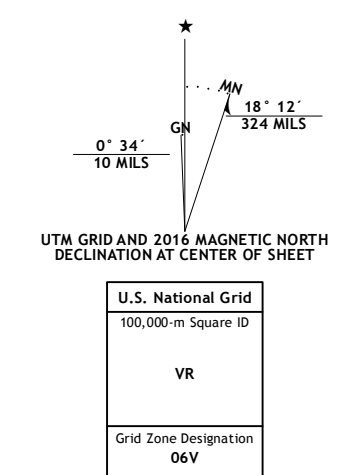 MN
GN
18° 12´
324 MILS
0° 34´
10 MILS
UTM GRID AND 2016 MAGNETIC NORTH
DECLINATION AT CENTER OF SHEET
U.S. National Grid
100,000-m Square ID
VR
Grid Zone Designation
06V